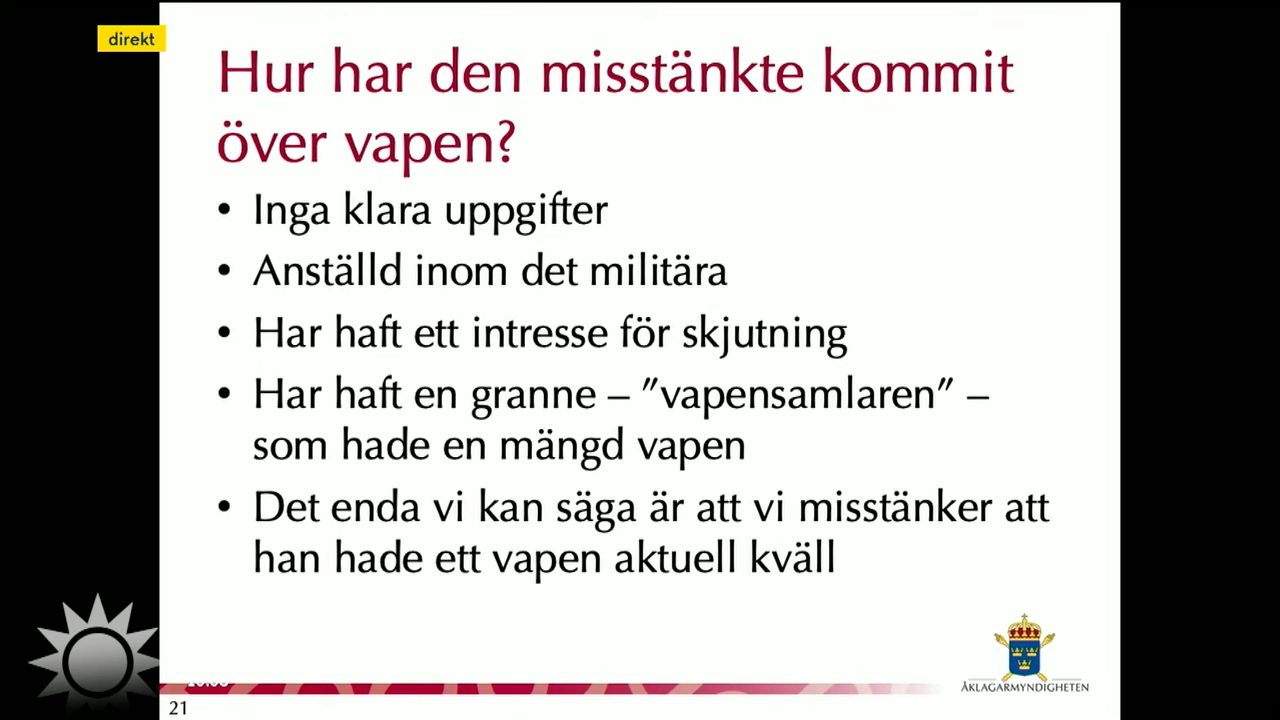 direkt
Hur har den misstänkte kommit
över vapen?
• Inga klara uppgifter
• Anställd inom det militära
• Har haft ett intresse för skjutning
• Har haft en granne – ”vapensamlaren” –
som hade en mängd vapen
• Det enda vi kan säga är att vi misstänker att
han hade ett vapen aktuell kväll
ÅKLAGARMYNDIGHETEN
21